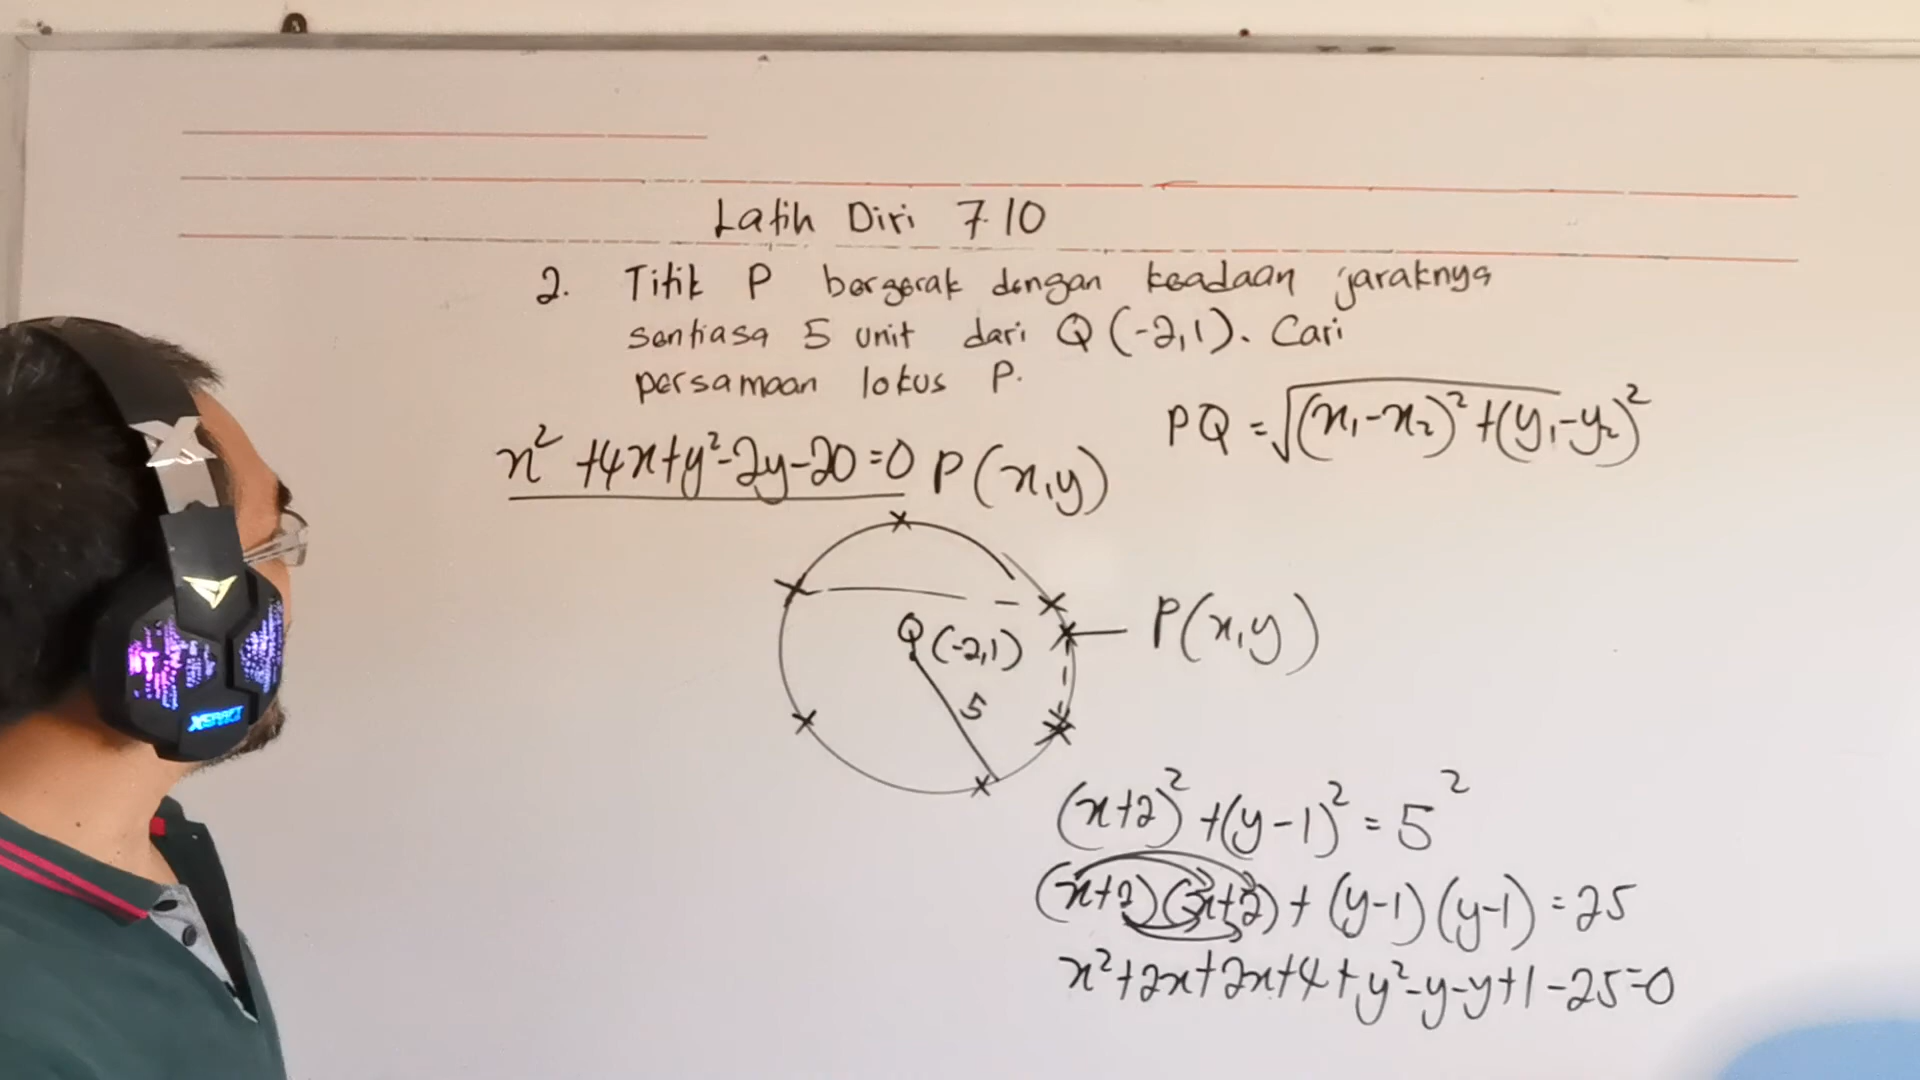 Latih Diri 7.10
2. Titik P bergerak dengan keadaan jaraknya
sentiasa 5 unit dari Q (-2,1). Cari
persamaan lokus P.
PQ = √(x₁-x₂)² + (y₁-y₂)²
x² + 4x + y² - 2y - 20 = 0
P(x,y)
Q (-2,1)
5
P(x,y)
(x+2)² + (y-1)² = 5²
(x+2)(x+2) + (y-1)(y-1) = 25
x² + 2x + 2x + 4 + y² - y - y + 1 - 25 = 0